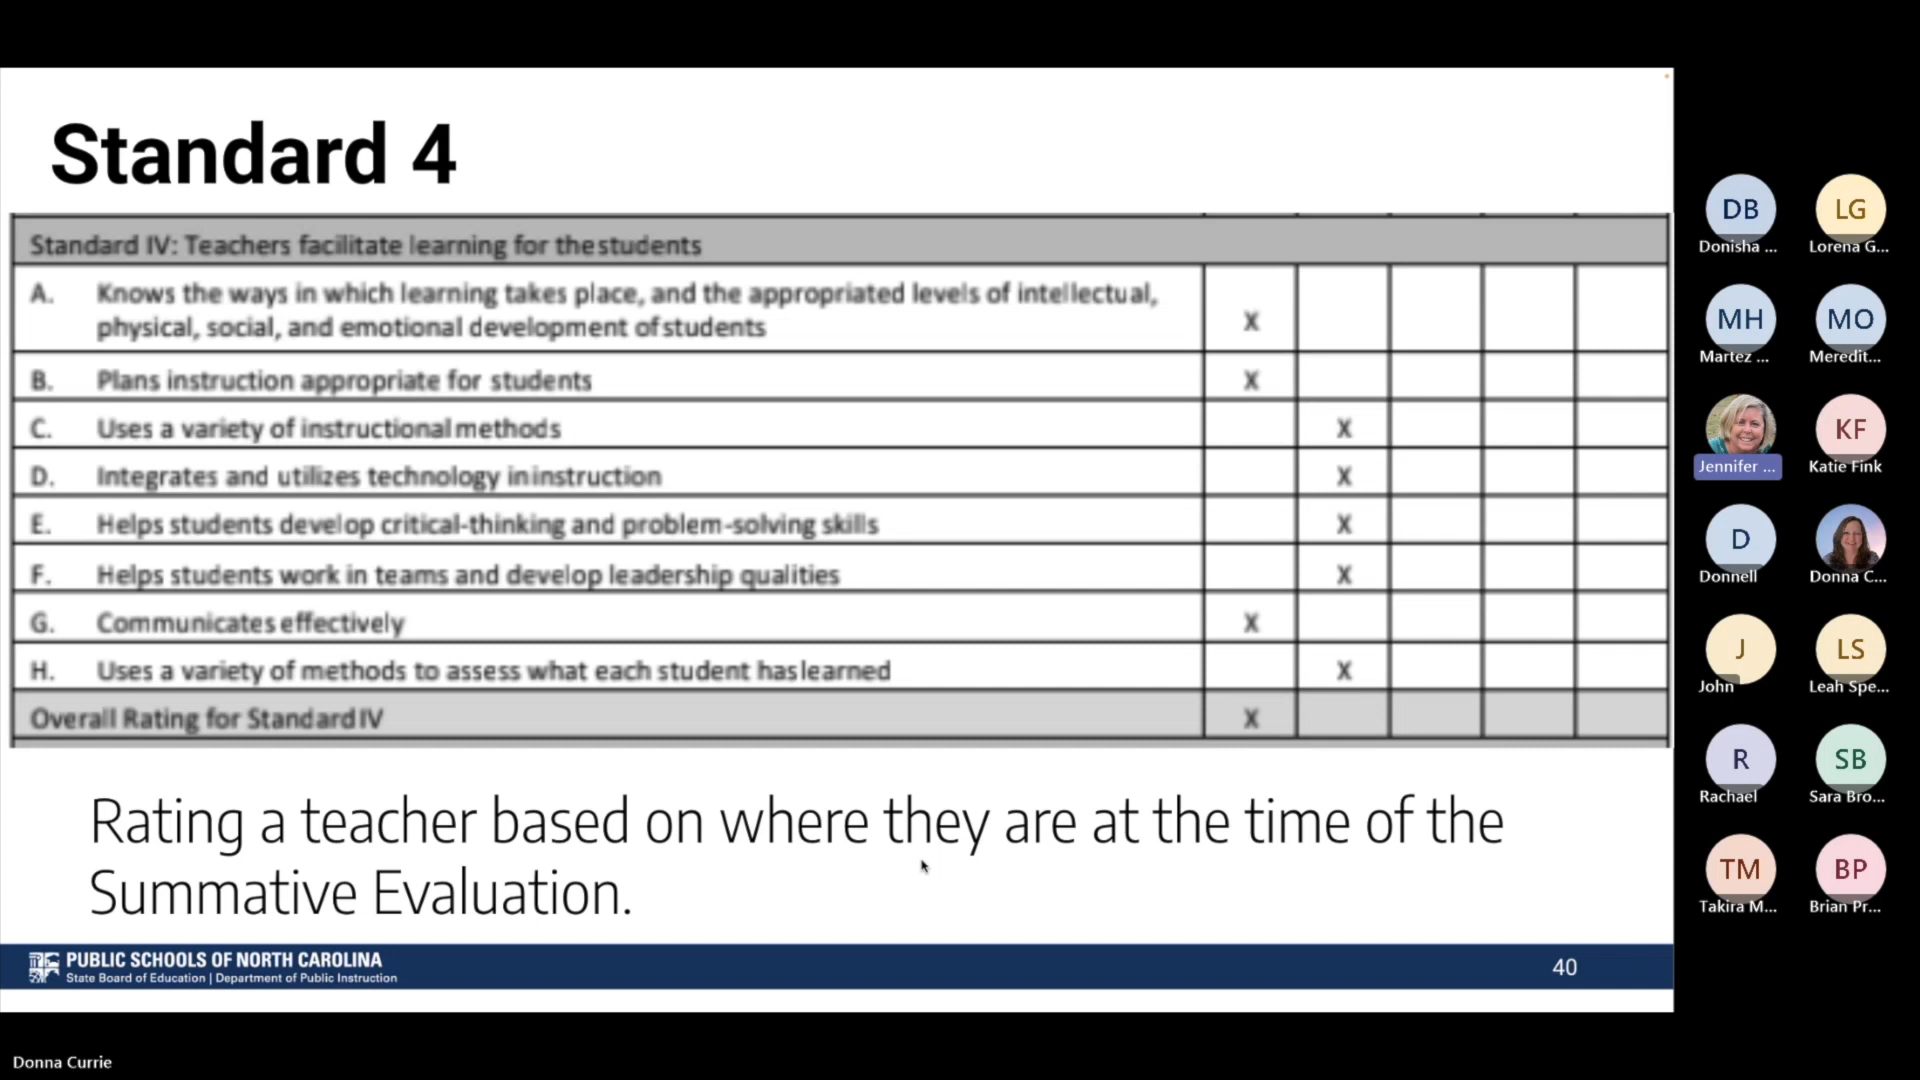 Standard 4
Standard IV: Teachers facilitate learning for the students
A. Knows the ways in which learning takes place, and the appropriated levels of intellectual,
physical, social, and emotional development of students
X
B. Plans instruction appropriate for students X
C. Uses a variety of instructional methods X
D. Integrates and utilizes technology in instruction X
E. Helps students develop critical-thinking and problem-solving skills X
F. Helps students work in teams and develop leadership qualities X
G. Communicates effectively X
H. Uses a variety of methods to assess what each student has learned X
Overall Rating for Standard IV X
Rating a teacher based on where they are at the time of the
Summative Evaluation.
PUBLIC SCHOOLS OF NORTH CAROLINA
State Board of Education | Department of Public Instruction
40
DB LG
Donisha ... Lorena G...
MH MO
Martez ... Meredit...
KF
Jennifer ... Katie Fink
D
Donnell Donna C...
J LS
John Leah Spe...
R SB
Rachael Sara Bro...
TM BP
Takira M... Brian Pr...
Donna Currie